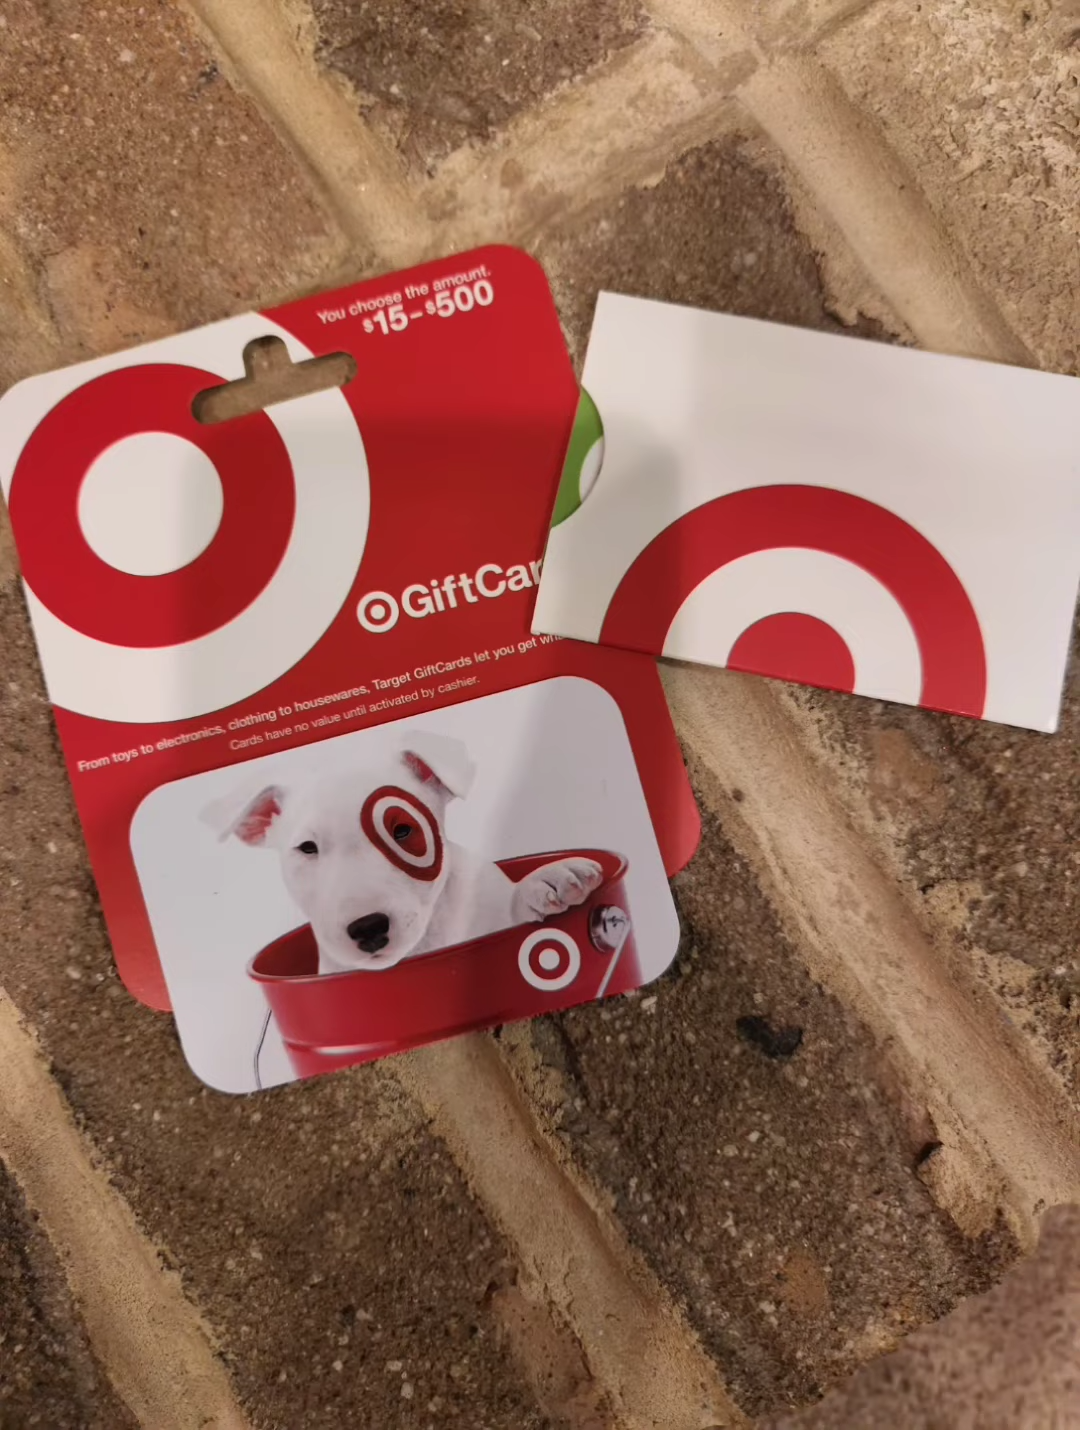 You choose the amount.
$15–$500
GiftCar
From toys to electronics, clothing to housewares, Target GiftCards let you get
Cards have no value until activated by cashier.